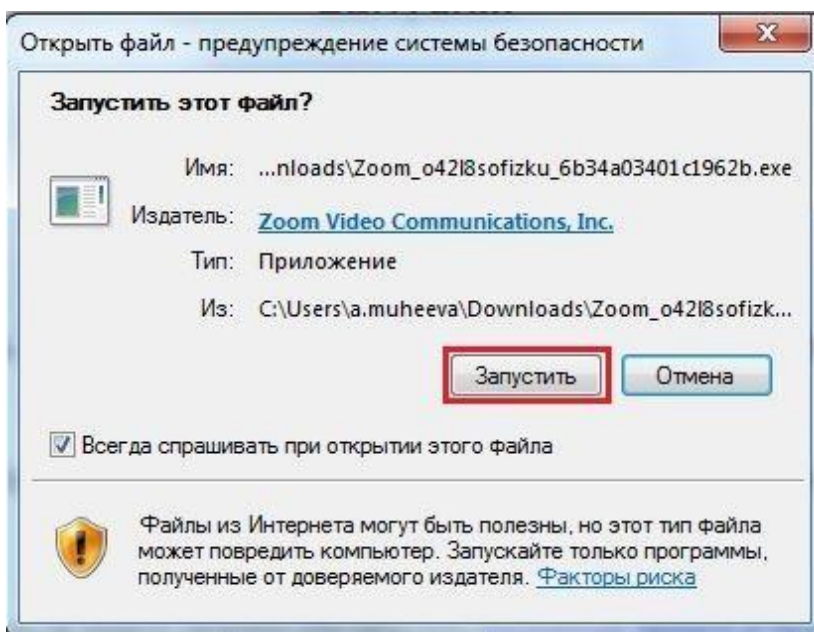 Открыть файл - предупреждение системы безопасности
Запустить этот файл?
Имя: ...nloads\Zoom_o42l8sofizku_6b34a03401c1962b.exe
Издатель: Zoom Video Communications, Inc.
Тип: Приложение
Из: C:\Users\a.muheeva\Downloads\Zoom_o42l8sofizk...
Запустить Отмена
Всегда спрашивать при открытии этого файла
Файлы из Интернета могут быть полезны, но этот тип файла
может повредить компьютер. Запускайте только программы,
полученные от доверяемого издателя. Факторы риска